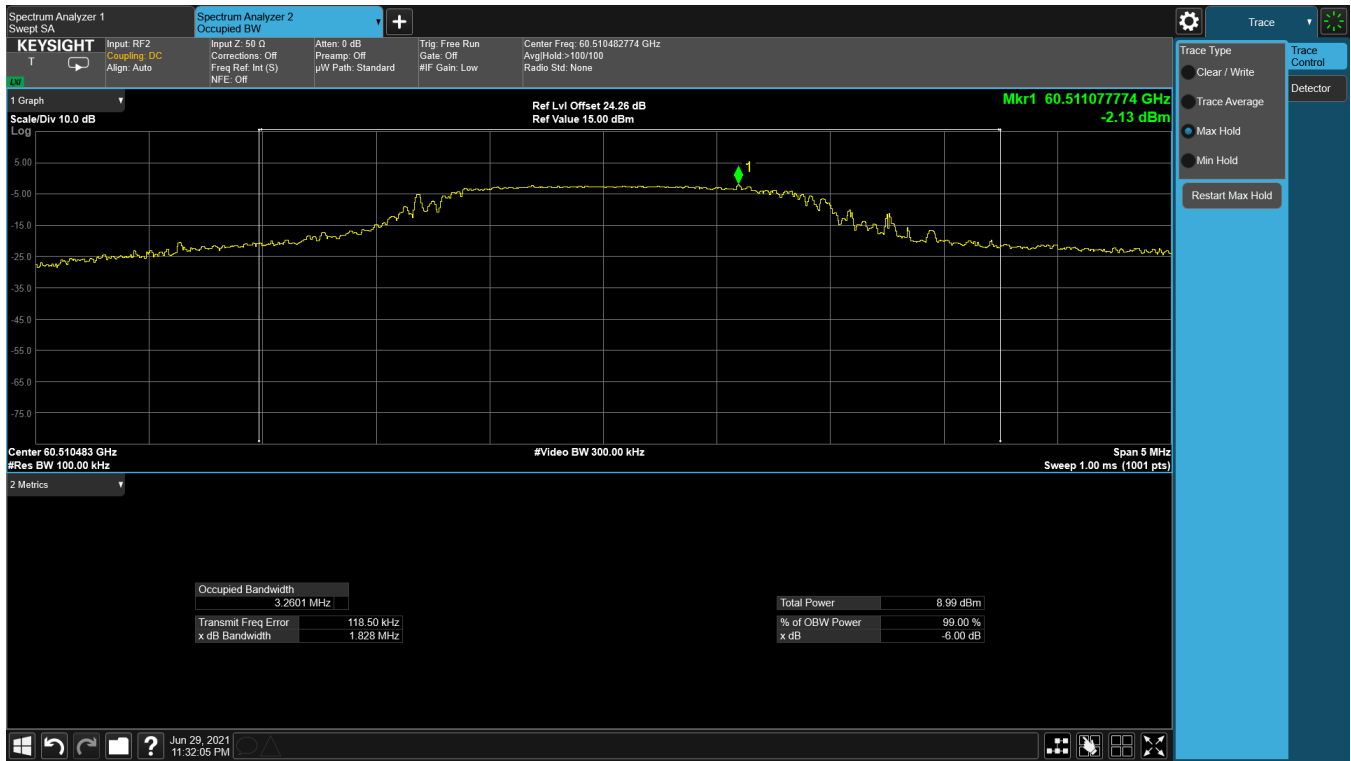 Spectrum Analyzer 1
Swept SA
Spectrum Analyzer 2
Occupied BW
Trace
KEYSIGHT
T
LXI
Input: RF2
Coupling: DC
Align: Auto
Input Z: 50 Ω
Corrections: Off
Freq Ref: Int (S)
NFE: Off
Atten: 0 dB
Preamp: Off
µW Path: Standard
Trig: Free Run
Gate: Off
#IF Gain: Low
Center Freq: 60.510482774 GHz
Avg|Hold:>100/100
Radio Std: None
Trace Type
Clear / Write
Trace Average
Max Hold
Min Hold
Restart Max Hold
Trace
Control
Detector
1 Graph
Scale/Div 10.0 dB
Log
Ref Lvl Offset 24.26 dB
Ref Value 15.00 dBm
Mkr1 60.511077774 GHz
-2.13 dBm
1
5.00
-5.00
-15.0
-25.0
-35.0
-45.0
-55.0
-65.0
-75.0
Center 60.510483 GHz
#Res BW 100.00 kHz
#Video BW 300.00 kHz
Span 5 MHz
Sweep 1.00 ms (1001 pts)
2 Metrics
Occupied Bandwidth
3.2601 MHz
Transmit Freq Error 118.50 kHz
x dB Bandwidth 1.828 MHz
Total Power 8.99 dBm
% of OBW Power 99.00 %
x dB -6.00 dB
?
Jun 29, 2021
11:32:05 PM